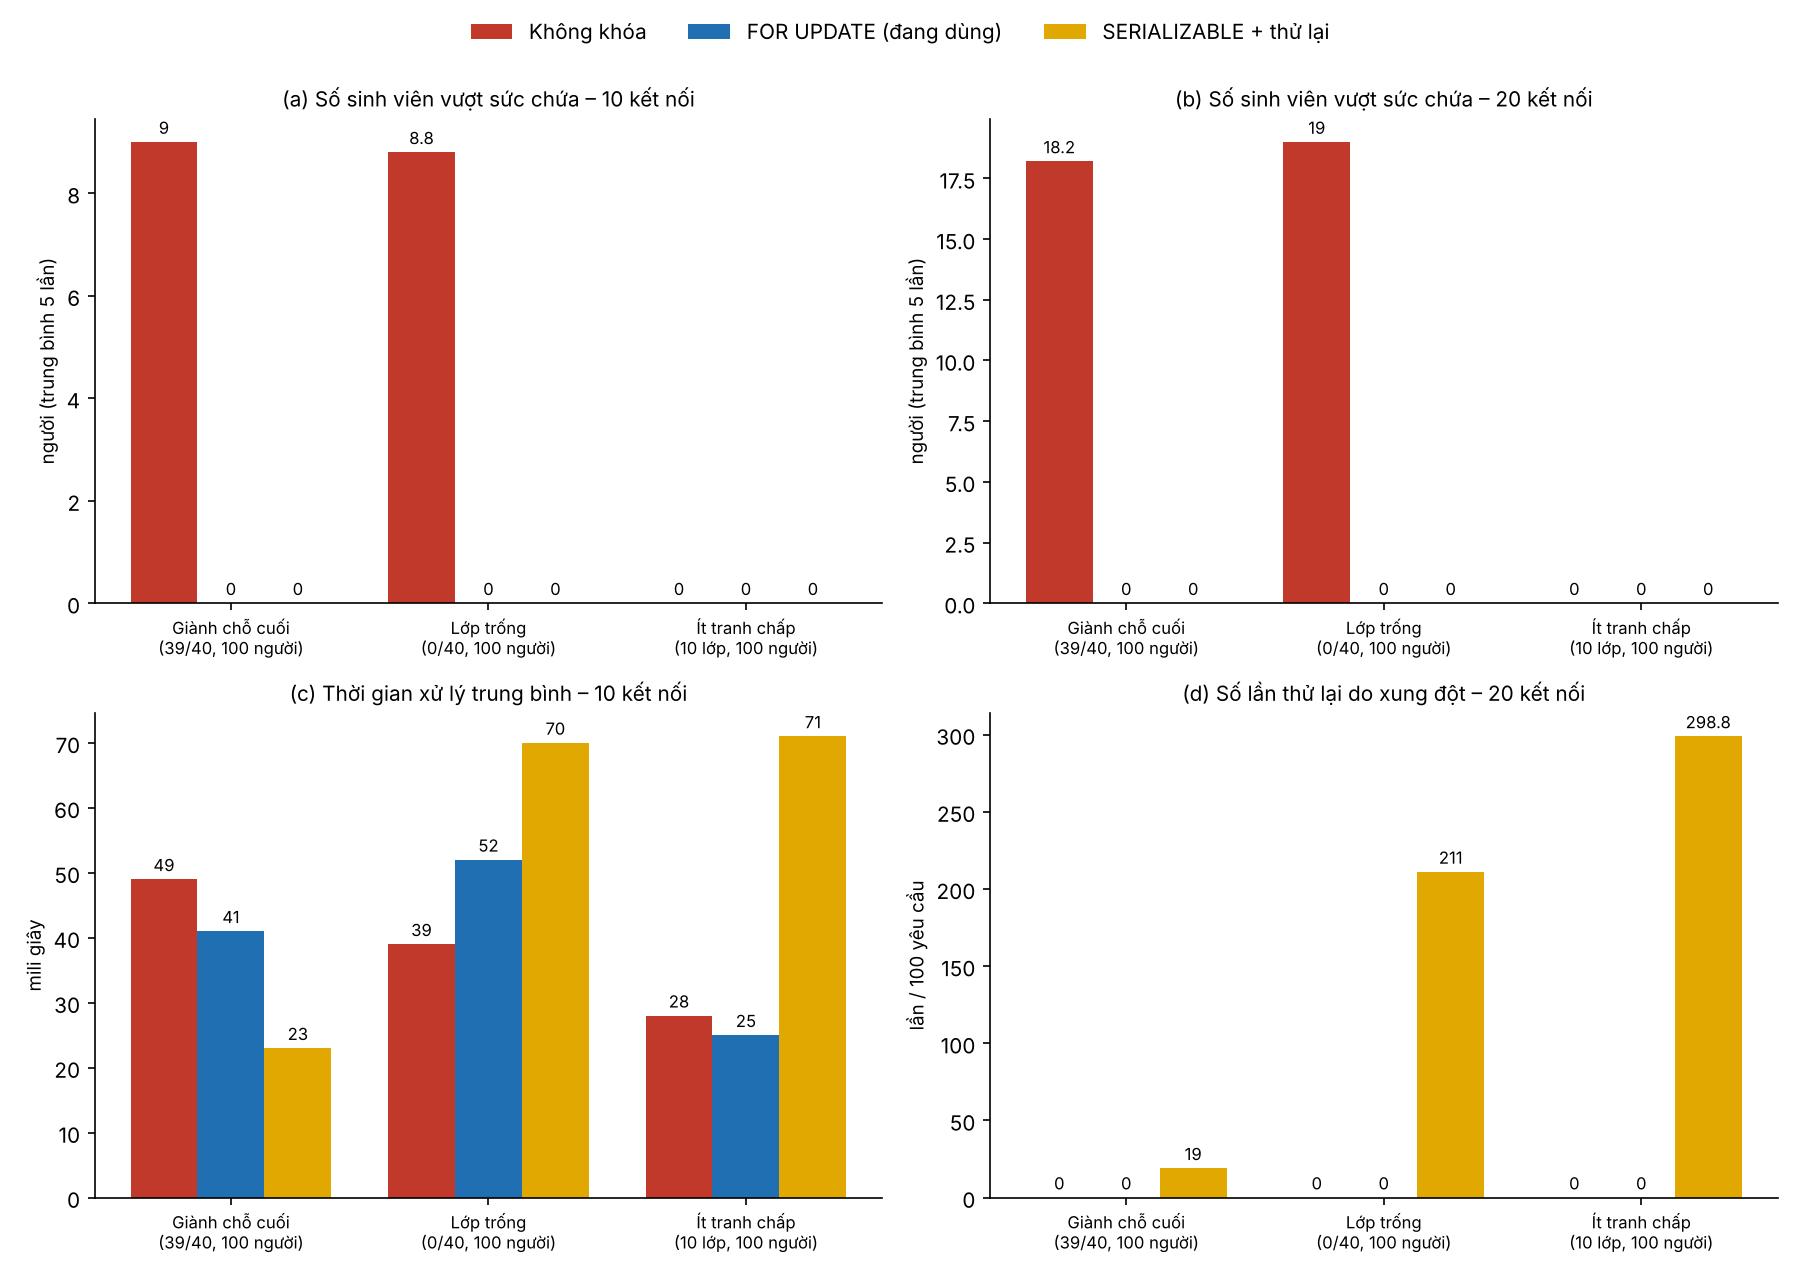 Không khóa FOR UPDATE (đang dùng) SERIALIZABLE + thử lại
(a) Số sinh viên vượt sức chứa – 10 kết nối
người (trung bình 5 lần)
8
6
4
2
0
9
0
0
8.8
0
0
0
0
0
Giành chỗ cuối
(39/40, 100 người)
Lớp trống
(0/40, 100 người)
Ít tranh chấp
(10 lớp, 100 người)
(b) Số sinh viên vượt sức chứa – 20 kết nối
người (trung bình 5 lần)
17.5
15.0
12.5
10.0
7.5
5.0
2.5
0.0
18.2
0
0
19
0
0
0
0
0
Giành chỗ cuối
(39/40, 100 người)
Lớp trống
(0/40, 100 người)
Ít tranh chấp
(10 lớp, 100 người)
(c) Thời gian xử lý trung bình – 10 kết nối
mili giây
70
60
50
40
30
20
10
0
49
41
23
39
52
70
28
25
71
Giành chỗ cuối
(39/40, 100 người)
Lớp trống
(0/40, 100 người)
Ít tranh chấp
(10 lớp, 100 người)
(d) Số lần thử lại do xung đột – 20 kết nối
lần / 100 yêu cầu
300
250
200
150
100
50
0
0
0
19
0
0
211
0
0
298.8
Giành chỗ cuối
(39/40, 100 người)
Lớp trống
(0/40, 100 người)
Ít tranh chấp
(10 lớp, 100 người)